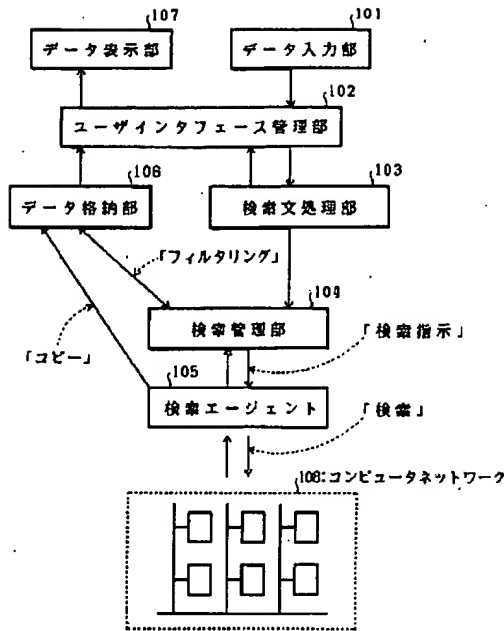 107
101
データ表示部
データ入力部
102
ユーザインタフェース管理部
106
103
データ格納部
検索文処理部
「フィルタリング」
104
検索管理部
「検索指示」
「コピー」
105
検索エージェント
「検索」
108:コンピュータネットワーク